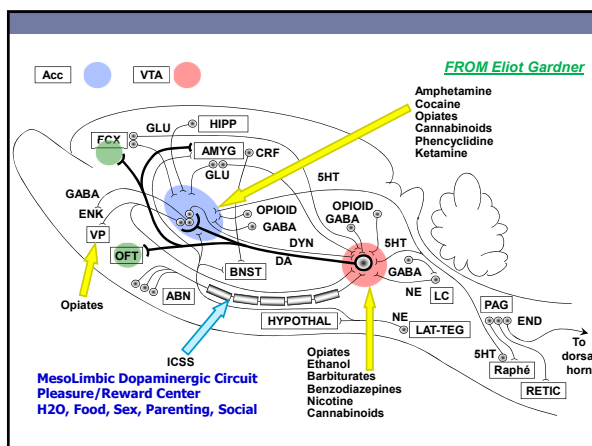 Acc
VTA
FROM Eliot Gardner
Amphetamine
Cocaine
Opiates
Cannabinoids
Phencyclidine
Ketamine
FCX
GLU
HIPP
AMYG
CRF
GLU
5HT
GABA
ENK
VP
OPIOID
GABA
OPIOID
GABA
5HT
DYN
DA
OFT
BNST
GABA
NE
LC
PAG
END
ABN
HYPOTHAL
NE
LAT-TEG
5HT
Raphé
RETIC
To
dorsal
horn
Opiates
ICSS
MesoLimbic Dopaminergic Circuit
Pleasure/Reward Center
H2O, Food, Sex, Parenting, Social
Opiates
Ethanol
Barbiturates
Benzodiazepines
Nicotine
Cannabinoids